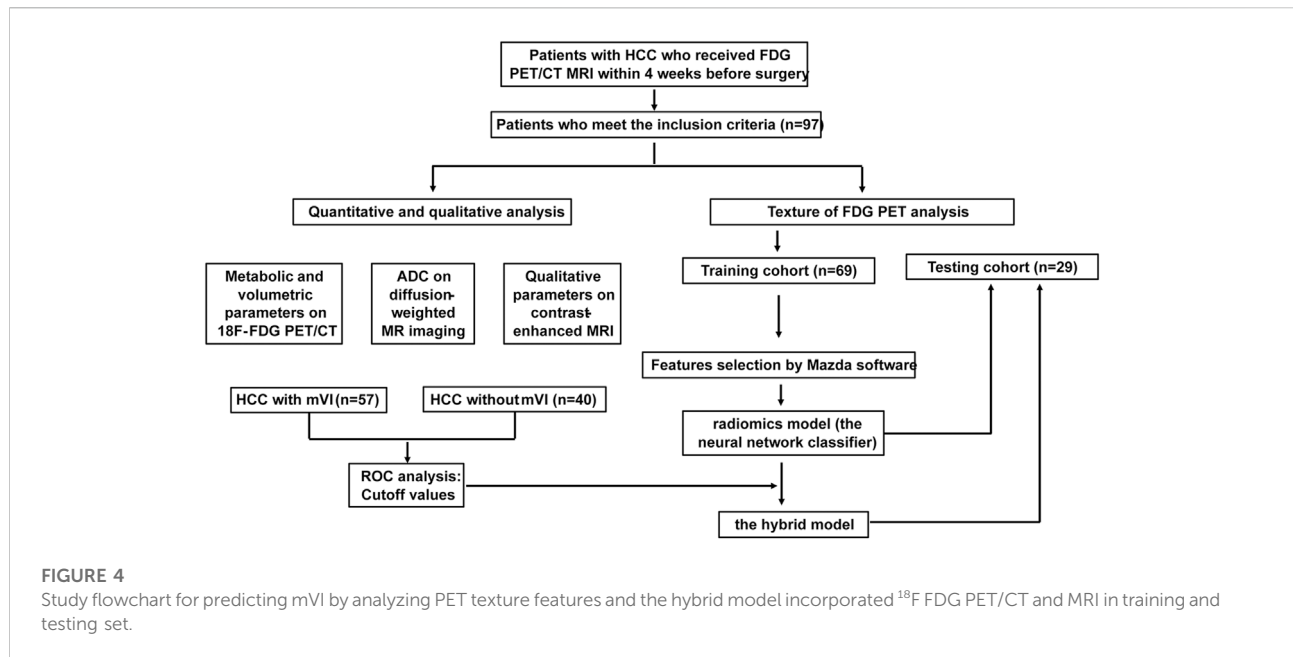 Patients with HCC who received FDG
PET/CT MRI within 4 weeks before surgery
Patients who meet the inclusion criteria (n=97)
Quantitative and qualitative analysis
Texture of FDG PET analysis
Metabolic and
volumetric
parameters on
18F-FDG PET/CT
ADC on
diffusion-
weighted
MR imaging
Qualitative
parameters on
contrast-
enhanced MRI
Training cohort (n=69)
Testing cohort (n=29)
Features selection by Mazda software
HCC with mVI (n=57)
HCC without mVI (n=40)
radiomics model (the
neural network classifier)
ROC analysis:
Cutoff values
the hybrid model
FIGURE 4
Study flowchart for predicting mVI by analyzing PET texture features and the hybrid model incorporated ¹⁸F FDG PET/CT and MRI in training and
testing set.